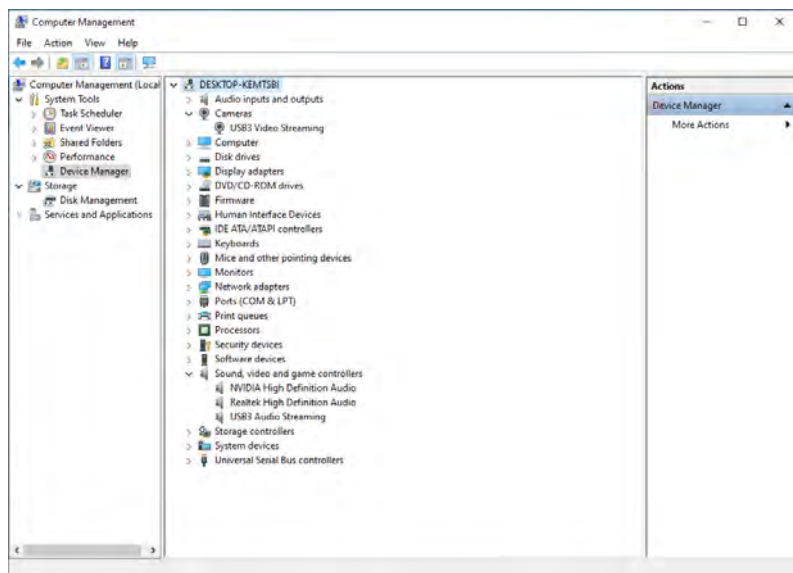 Computer Management
File Action View Help
Computer Management (Local
System Tools
Task Scheduler
Event Viewer
Shared Folders
Performance
Device Manager
Storage
Disk Management
Services and Applications
DESKTOP-KEMTSBI
Audio inputs and outputs
Cameras
USB3 Video Streaming
Computer
Disk drives
Display adapters
DVD/CD-ROM drives
Firmware
Human Interface Devices
IDE ATA/ATAPI controllers
Keyboards
Mice and other pointing devices
Monitors
Network adapters
Ports (COM & LPT)
Print queues
Processors
Security devices
Software devices
Sound, video and game controllers
NVIDIA High Definition Audio
Realtek High Definition Audio
USB3 Audio Streaming
Storage controllers
System devices
Universal Serial Bus controllers
Actions
Device Manager
More Actions